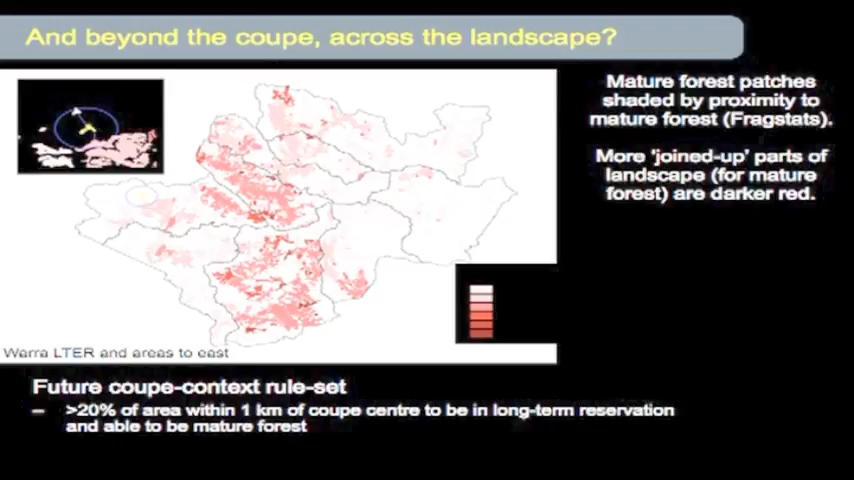 And beyond the coupe, across the landscape?
Mature forest patches
shaded by proximity to
mature forest (Fragstats).
More 'joined-up' parts of
landscape (for mature
forest) are darker red.
Warra LTER and areas to east
Future coupe-context rule-set
– >20% of area within 1 km of coupe centre to be in long-term reservation
and able to be mature forest